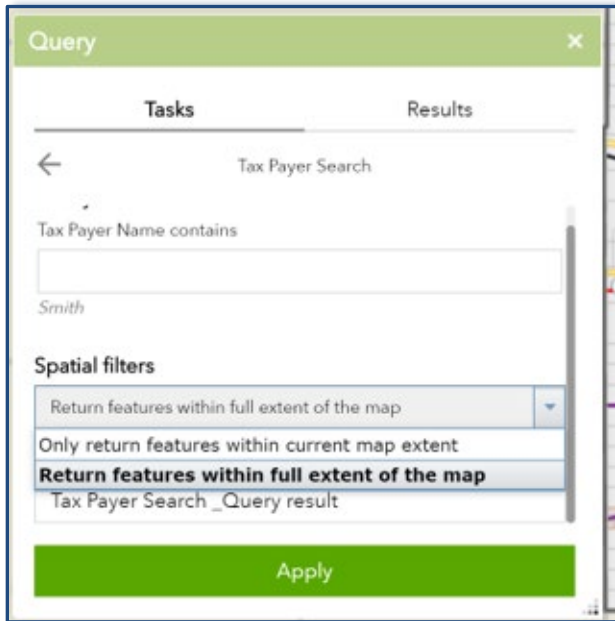 Query
Tasks Results
Tax Payer Search
Tax Payer Name contains
Smith
Spatial filters
Return features within full extent of the map
Only return features within current map extent
Return features within full extent of the map
Tax Payer Search _Query result
Apply